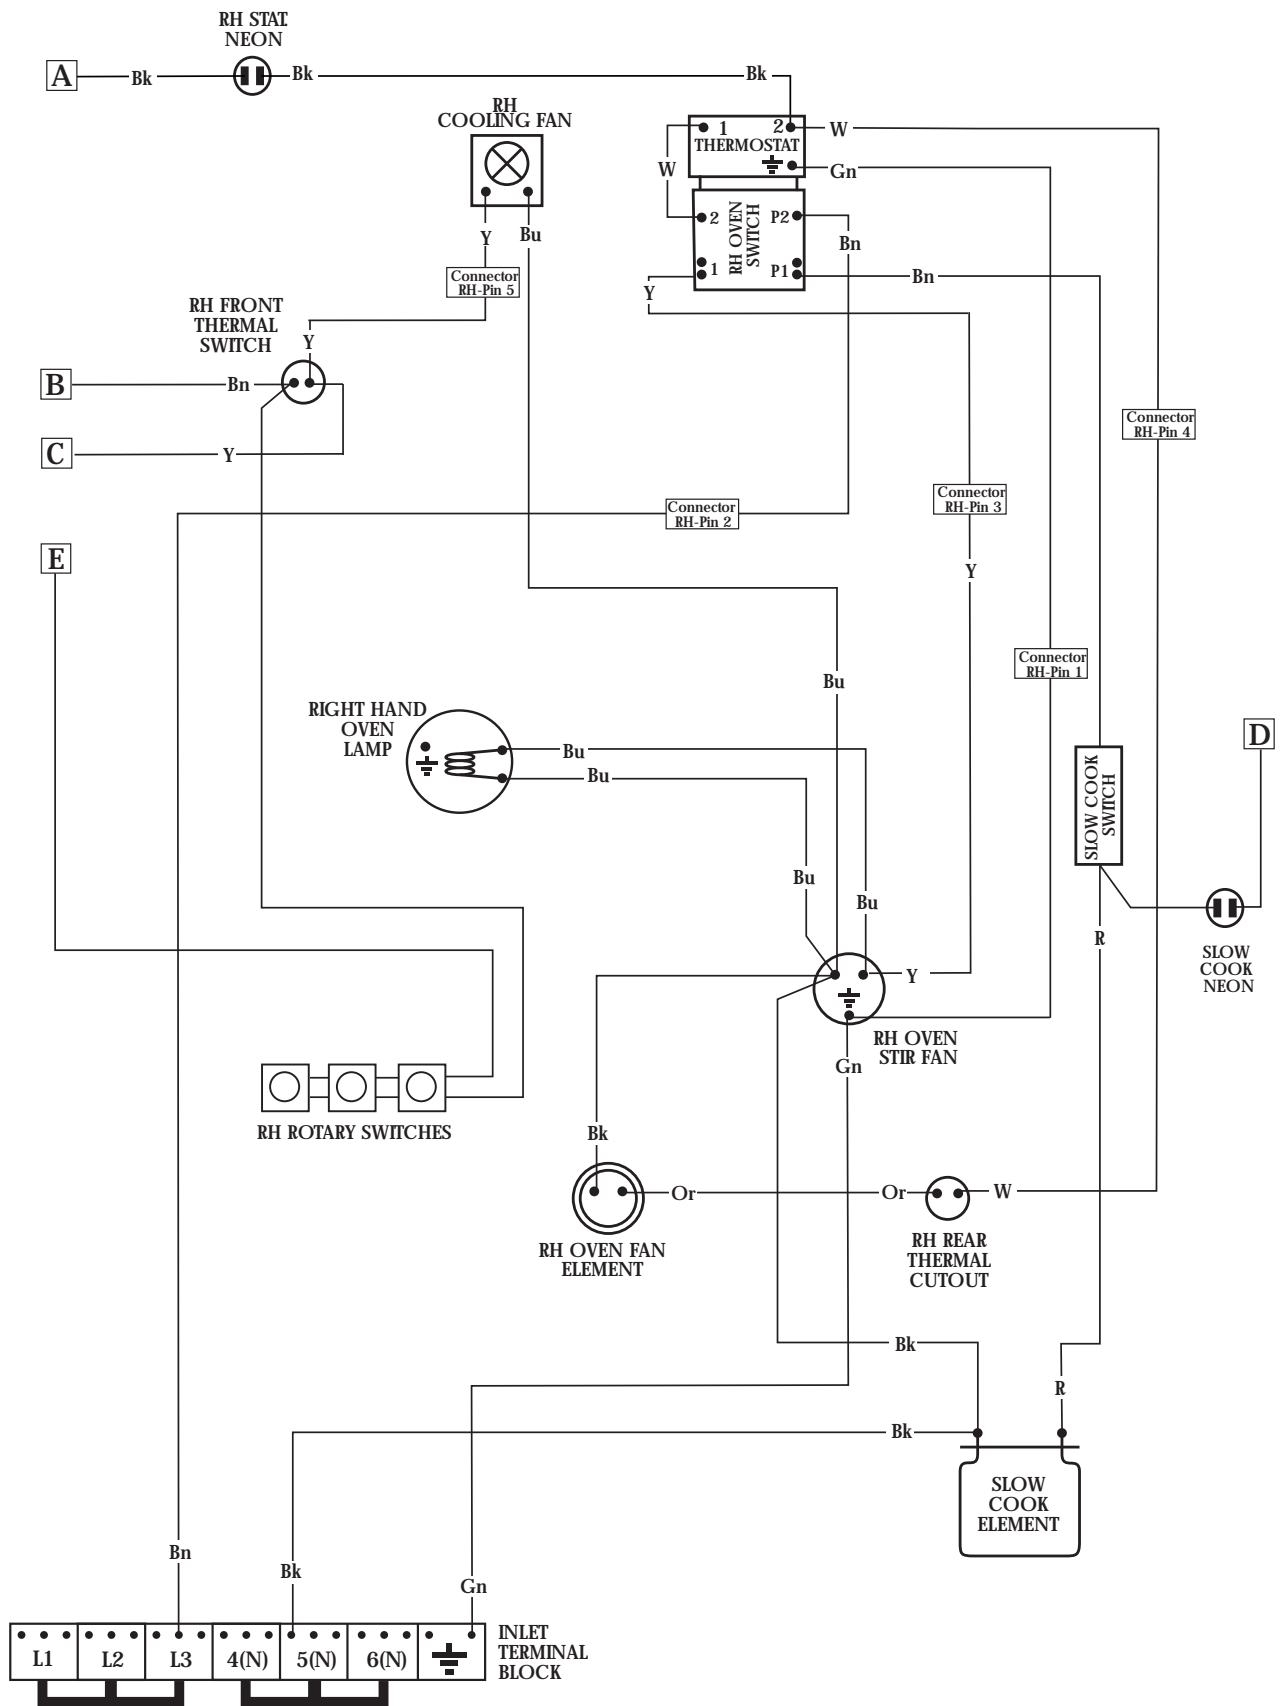 RH STAT.
NEON
A
Bk
Bk
Bk
RH
COOLING FAN
1
2
THERMOSTAT
W
W
Gn
Y
Bu
2
P2
RH OVEN
SWITCH
1
P1
Bn
Bn
Connector
RH-Pin 5
Y
RH FRONT
THERMAL
SWITCH
Y
B
Bn
C
Y
Connector
RH-Pin 4
Connector
RH-Pin 3
Connector
RH-Pin 2
E
Y
Connector
RH-Pin 1
Bu
RIGHT HAND
OVEN
LAMP
Bu
Bu
D
SLOW COOK
SWITCH
Bu
Bu
R
SLOW
COOK
NEON
Y
RH OVEN
STIR FAN
Gn
RH ROTARY SWITCHES
Bk
Or
Or
W
RH OVEN FAN
ELEMENT
RH REAR
THERMAL
CUTOUT
Bk
R
Bk
SLOW
COOK
ELEMENT
Bn
Bk
Gn
L1
L2
L3
4(N)
5(N)
6(N)
INLET
TERMINAL
BLOCK